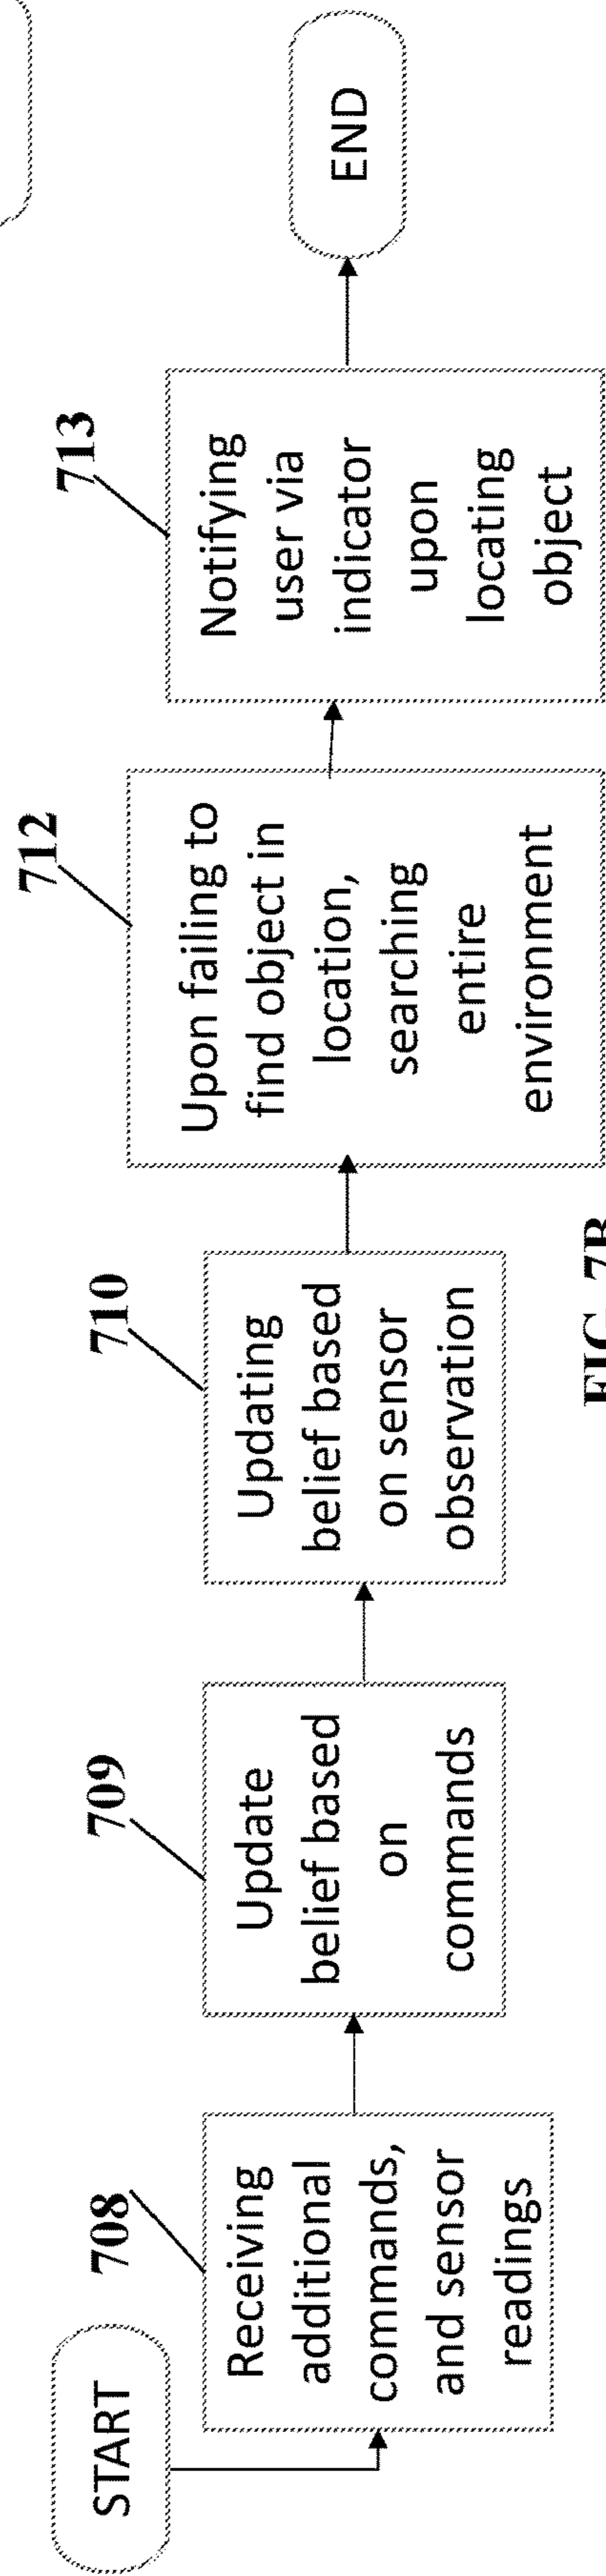 START
708
Receiving
additional
commands,
and sensor
readings
709
Update
belief based
on
commands
710
Updating
belief based
on sensor
observation
712
Upon failing to
find object in
location,
searching
entire
environment
713
Notifying
user via
indicator
upon
locating
object
END
FIG. 7B